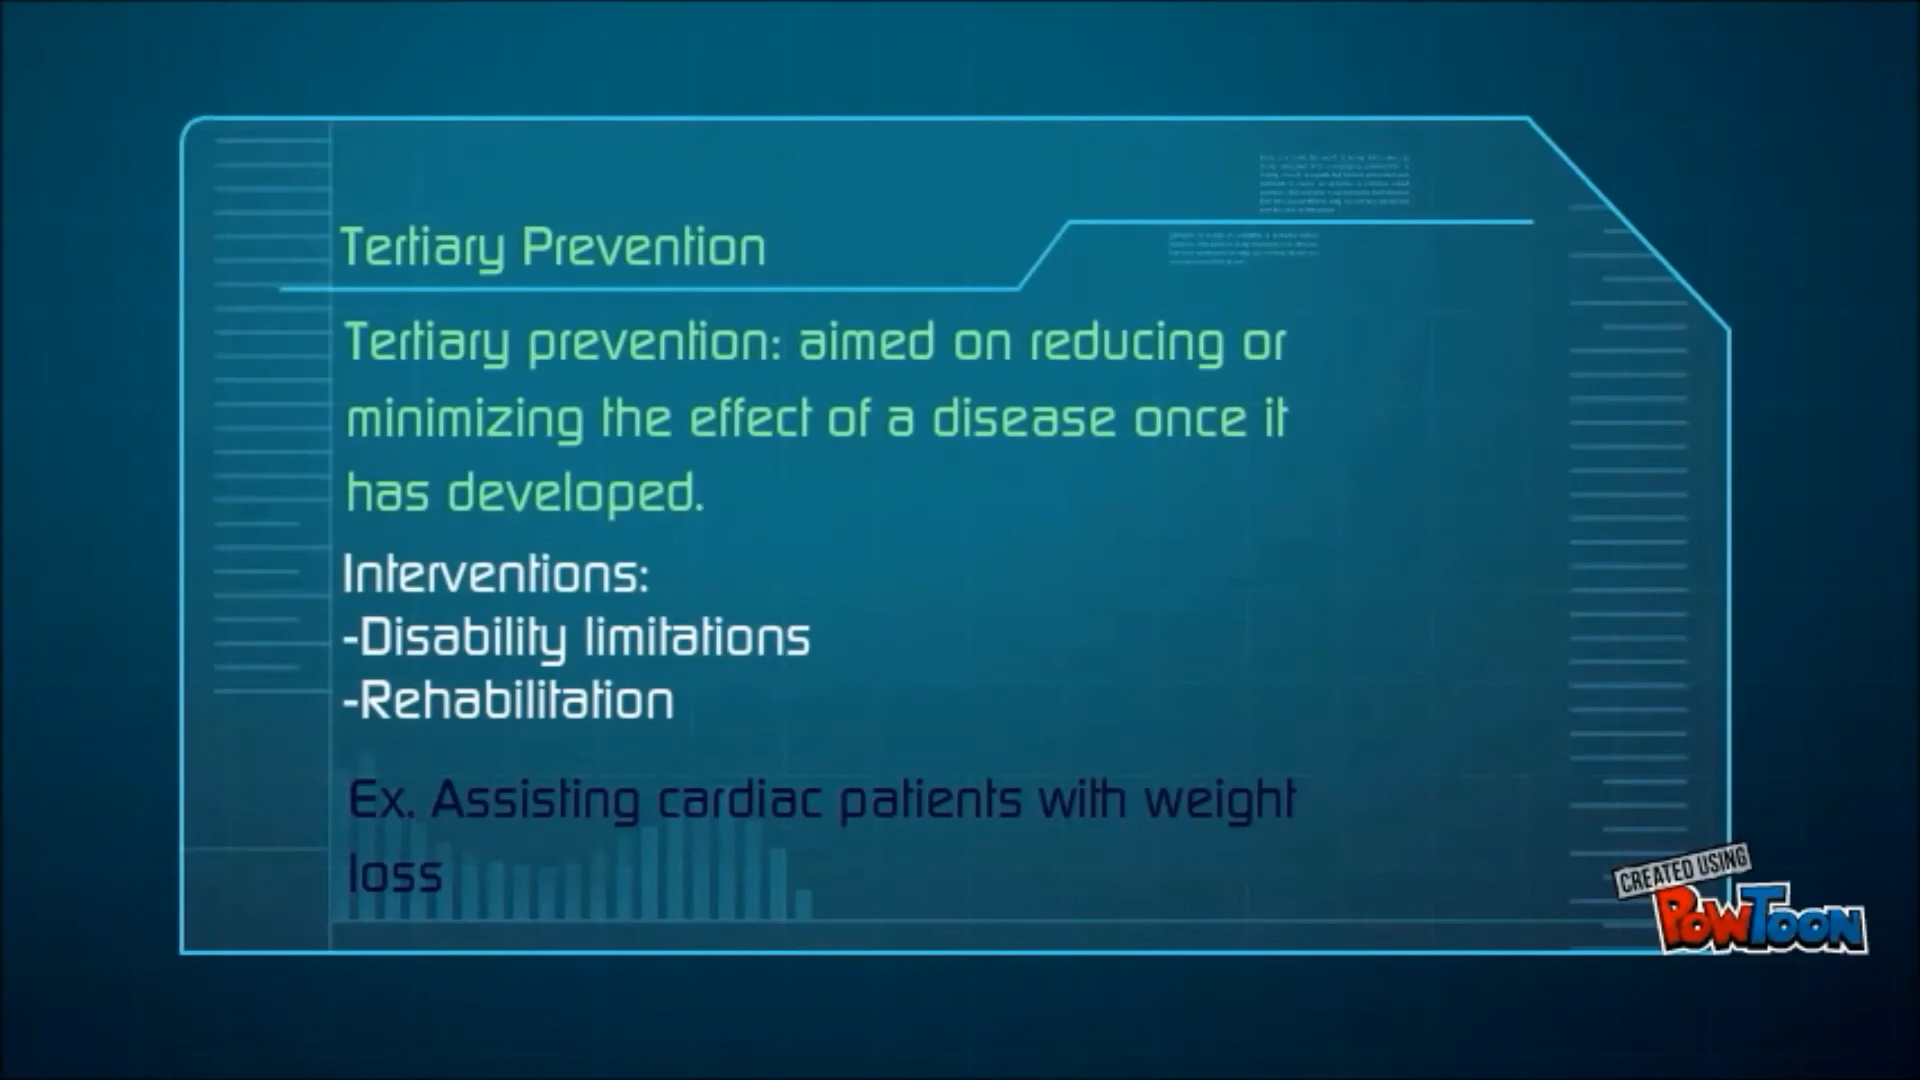 Tertiary Prevention
Tertiary prevention: aimed on reducing or
minimizing the effect of a disease once it
has developed.
Interventions:
-Disability limitations
-Rehabilitation
Ex. Assisting cardiac patients with weight
loss
CREATED USING
POWTOON